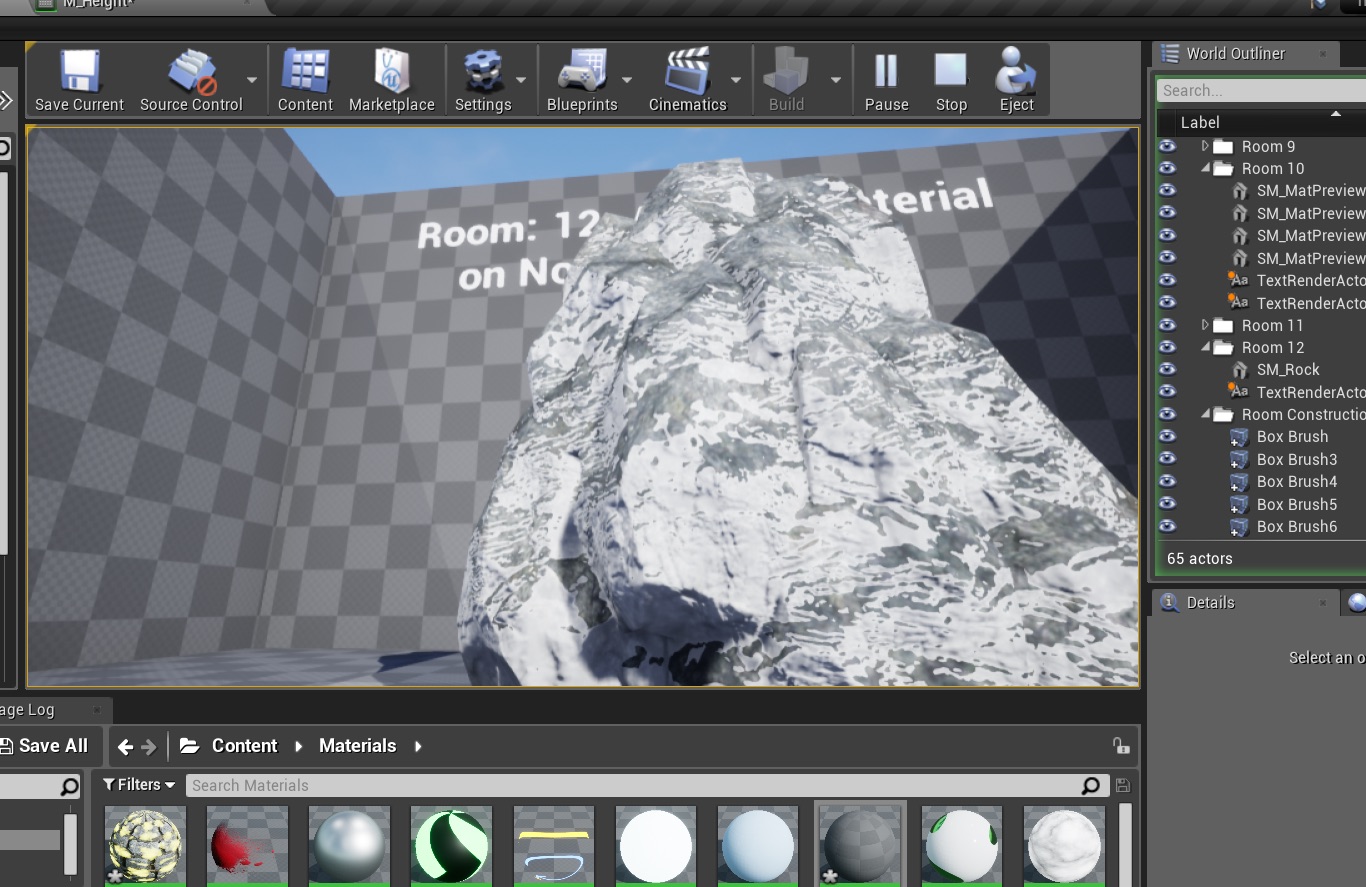 M_Height*
Save Current
Source Control
Content
Marketplace
Settings
Blueprints
Cinematics
Build
Pause
Stop
Eject
World Outliner
Search...
Label
Room 9
Room 10
SM_MatPreview
SM_MatPreview
SM_MatPreview
SM_MatPreview
TextRenderActo
TextRenderActo
Room 11
Room 12
SM_Rock
TextRenderActo
Room Constructio
Box Brush
Box Brush3
Box Brush4
Box Brush5
Box Brush6
65 actors
Details
Select an o
Room: 12 terial
on No
age Log
Save All
Content
Materials
Filters
Search Materials